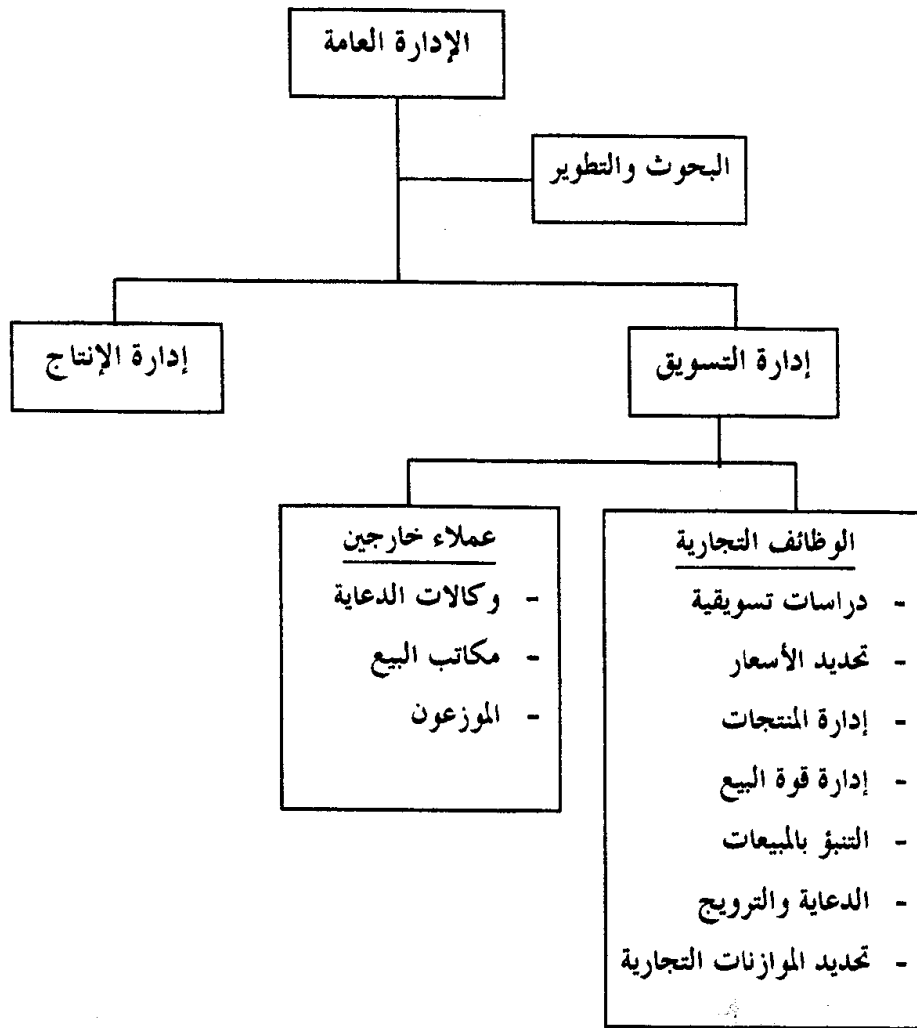 الإدارة العامة
البحوث والتطوير
إدارة التسويق
إدارة الإنتاج
الوظائف التجارية
- دراسات تسويقية
- تحديد الأسعار
- إدارة المنتجات
- إدارة قوة البيع
- التنبؤ بالمبيعات
- الدعاية والترويج
- تحديد الموازنات التجارية
عملاء خارجين
- وكالات الدعاية
- مكاتب البيع
- الموزعون